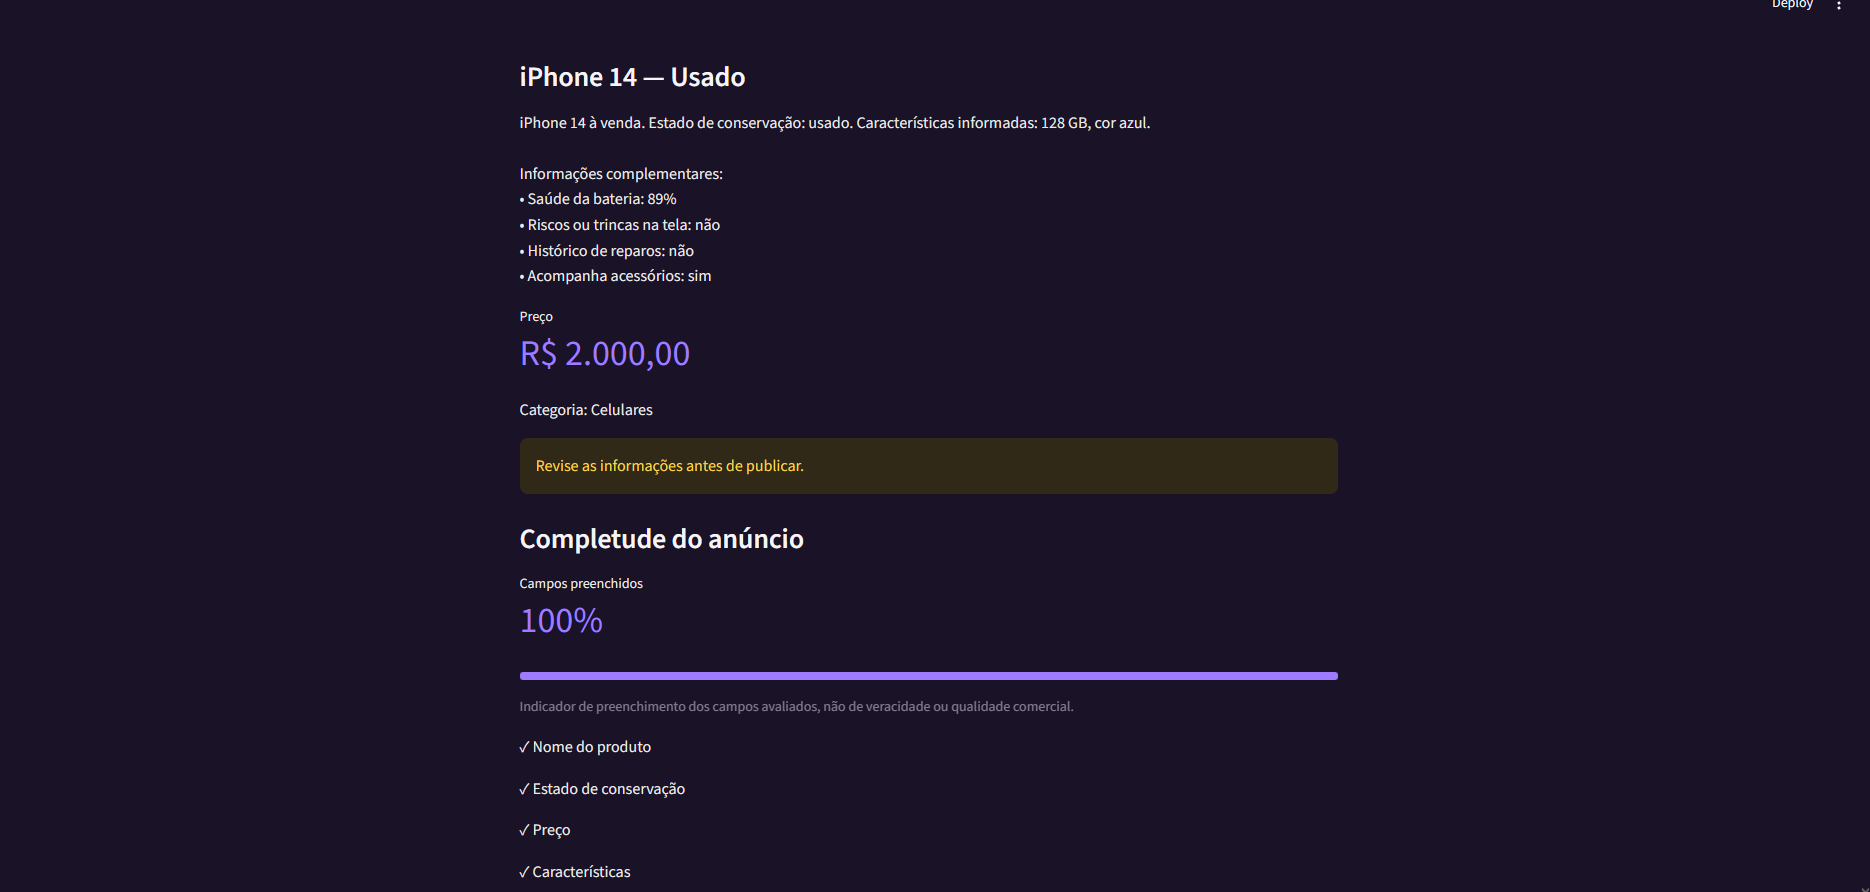 Deploy
iPhone 14 — Usado
iPhone 14 à venda. Estado de conservação: usado. Características informadas: 128 GB, cor azul.
Informações complementares:
• Saúde da bateria: 89%
• Riscos ou trincas na tela: não
• Histórico de reparos: não
• Acompanha acessórios: sim
Preço
R$ 2.000,00
Categoria: Celulares
Revise as informações antes de publicar.
Completude do anúncio
Campos preenchidos
100%
Indicador de preenchimento dos campos avaliados, não de veracidade ou qualidade comercial.
✓ Nome do produto
✓ Estado de conservação
✓ Preço
✓ Características